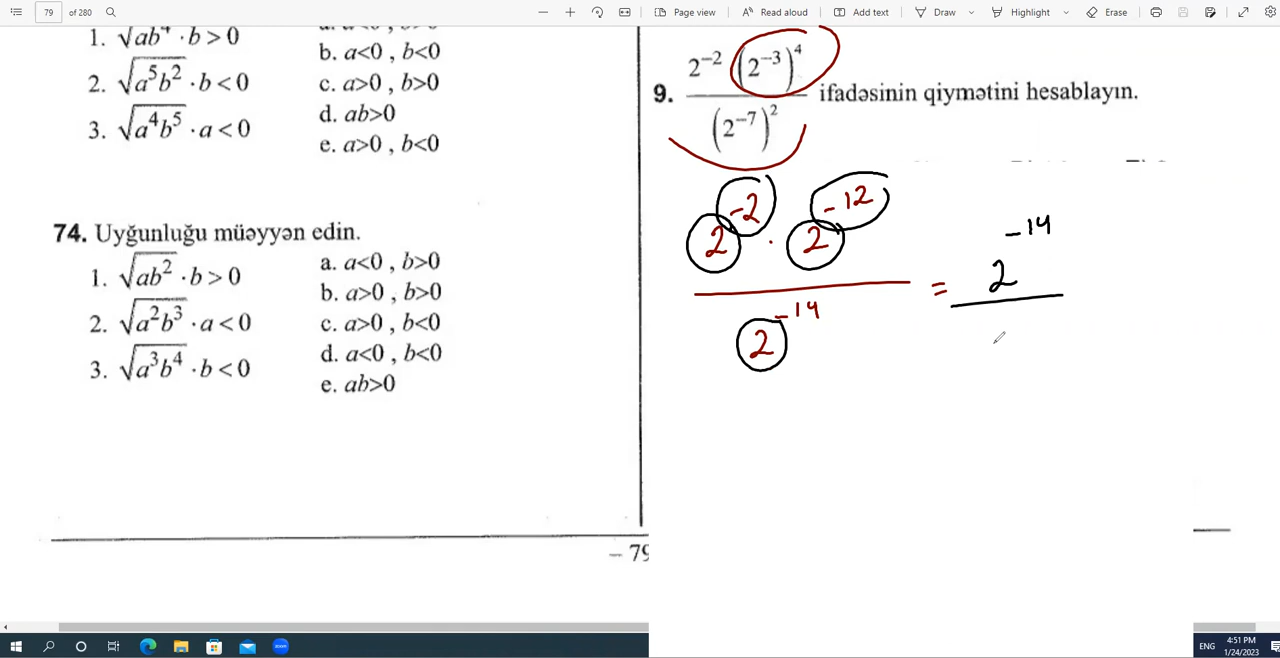 79 of 280 Page view Read aloud Add text Draw Highlight Erase
1. √ab⁴ · b > 0
2. √a⁵b² · b < 0
3. √a⁴b⁵ · a < 0
b. a<0 , b<0
c. a>0 , b>0
d. ab>0
e. a>0 , b<0
74. Uyğunluğu müəyyən edin.
1. √ab² · b > 0
2. √a²b³ · a < 0
3. √a³b⁴ · b < 0
a. a<0 , b>0
b. a>0 , b>0
c. a>0 , b<0
d. a<0 , b<0
e. ab>0
– 79
9. 2⁻² (2⁻³)⁴ / (2⁻⁷)² ifadəsinin qiymətini hesablayın.
2⁻² · 2⁻¹² / 2⁻¹⁴ = 2⁻¹⁴
zoom
ENG 4:51 PM
1/24/2023